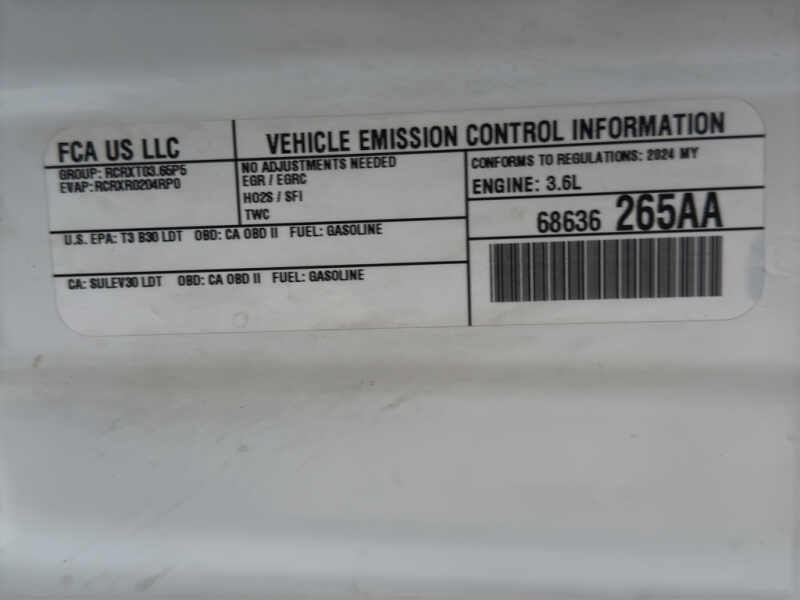 FCA US LLC
GROUP: RCRXT03.65P5
EVAP: RCRXR0204RP0
VEHICLE EMISSION CONTROL INFORMATION
NO ADJUSTMENTS NEEDED
EGR / EGRC
HO2S / SFI
TWC
CONFORMS TO REGULATIONS: 2024 MY
ENGINE: 3.6L
68636 265AA
U.S. EPA: T3 B30 LDT OBD: CA OBD II FUEL: GASOLINE
CA: SULEV30 LDT OBD: CA OBD II FUEL: GASOLINE